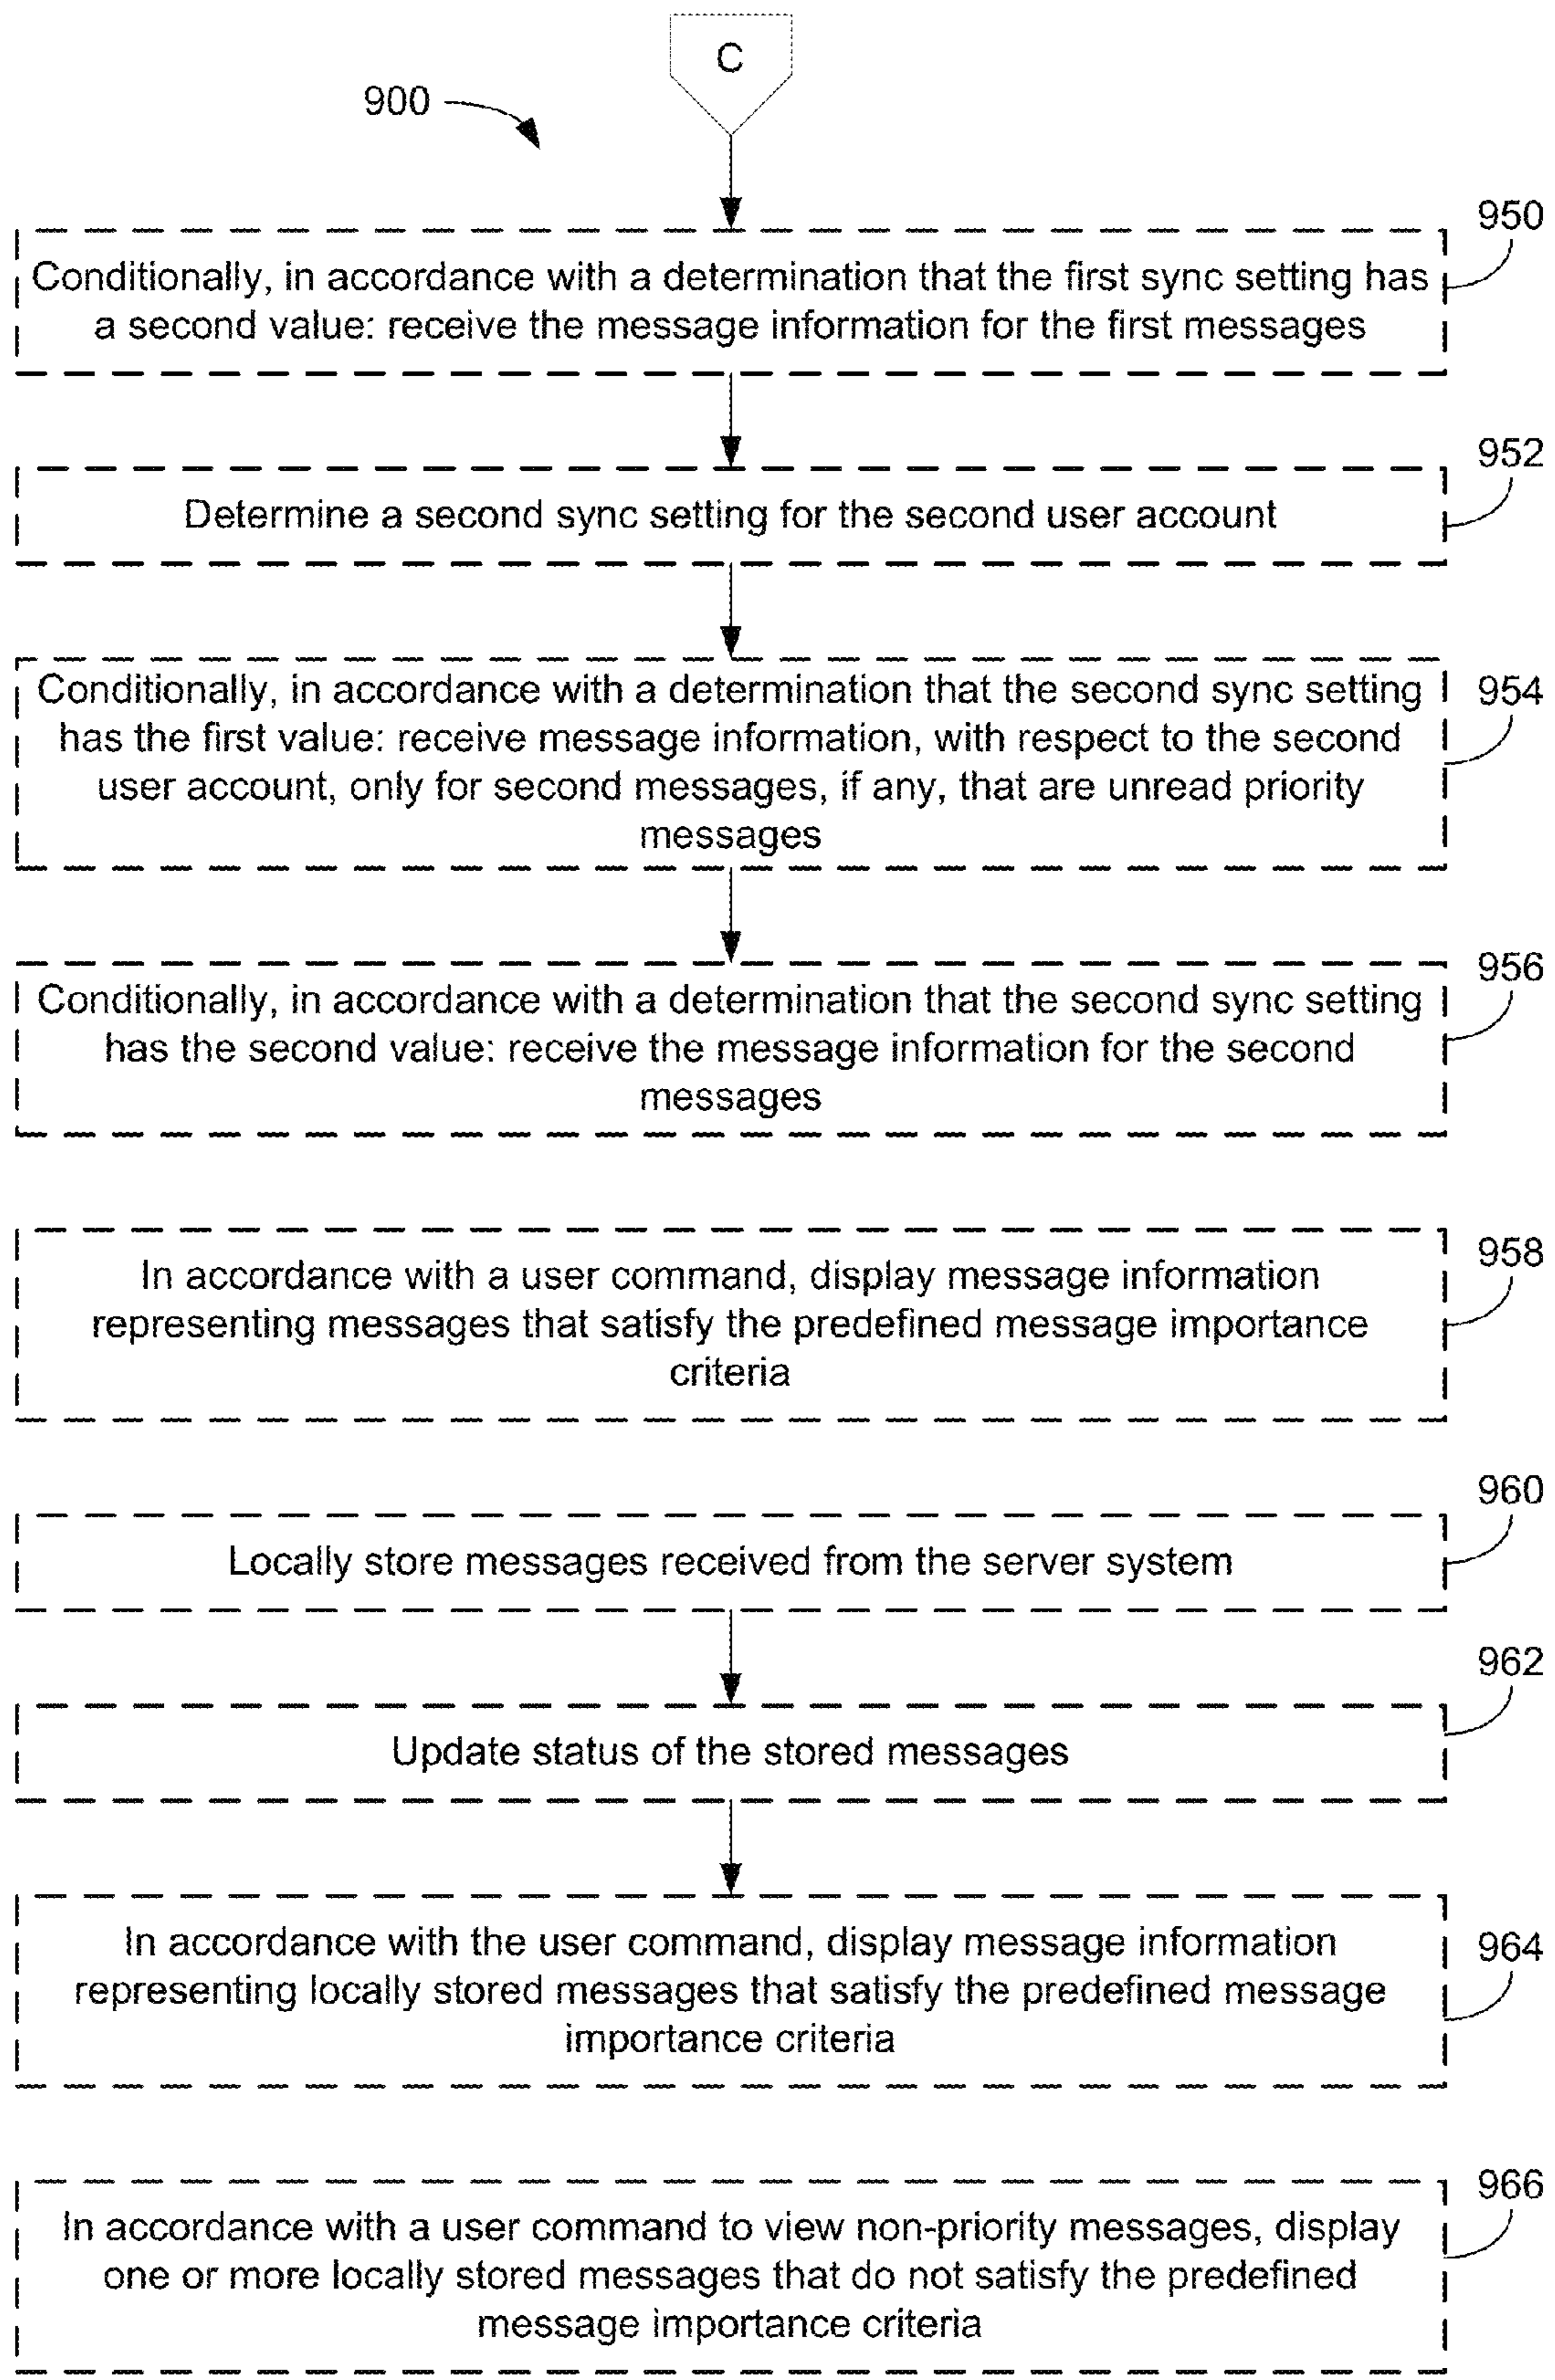 C
900
950
Conditionally, in accordance with a determination that the first sync setting has
a second value: receive the message information for the first messages
952
Determine a second sync setting for the second user account
954
Conditionally, in accordance with a determination that the second sync setting
has the first value: receive message information, with respect to the second
user account, only for second messages, if any, that are unread priority
messages
956
Conditionally, in accordance with a determination that the second sync setting
has the second value: receive the message information for the second
messages
958
In accordance with a user command, display message information
representing messages that satisfy the predefined message importance
criteria
960
Locally store messages received from the server system
962
Update status of the stored messages
964
In accordance with the user command, display message information
representing locally stored messages that satisfy the predefined message
importance criteria
966
In accordance with a user command to view non-priority messages, display
one or more locally stored messages that do not satisfy the predefined
message importance criteria